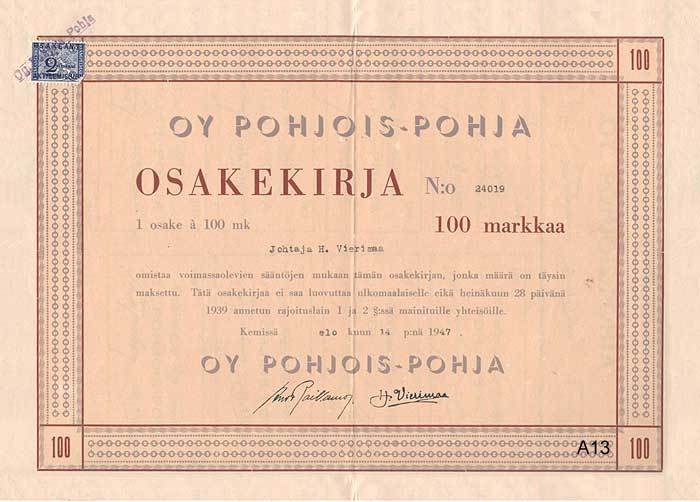 Pohja
OSAKEANT
2
100
OY POHJOIS-POHJA
OSAKEKIRJA N:o 24019
1 osake à 100 mk 100 markkaa
Johtaja H. Vierimaa
omistaa voimassaolevien sääntöjen mukaan tämän osakekirjan, jonka määrä on täysin
maksettu. Tätä osakekirjaa ei saa luovuttaa ulkomaalaiselle eikä heinäkuun 28 päivänä
1939 annetun rajoituslain 1 ja 2 §:ssä mainituille yhteisöille.
Kemissä elo kuun 14. p:nä 1947.
OY POHJOIS-POHJA
H. Vierimaa
100
A13
100